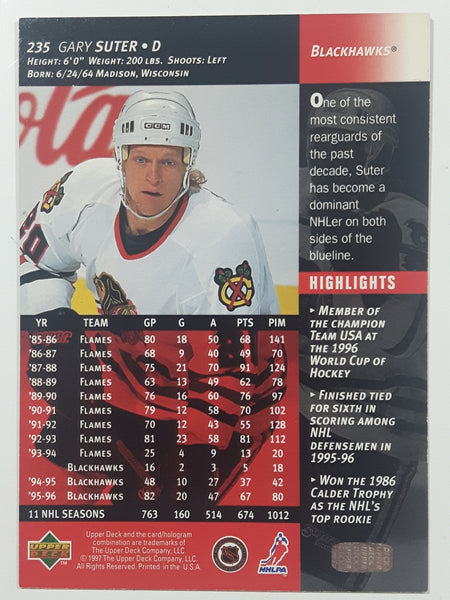 235 GARY SUTER • D
HEIGHT: 6'0" WEIGHT: 200 LBS. SHOOTS: LEFT
BORN: 6/24/64 MADISON, WISCONSIN
BLACKHAWKS®
CCM
One of the
most consistent
rearguards of
the past
decade, Suter
has become a
dominant
NHLer on both
sides of the
blueline.
HIGHLIGHTS
▸ MEMBER OF
THE CHAMPION
TEAM USA AT
THE 1996
WORLD CUP OF
HOCKEY
▸ FINISHED TIED
FOR SIXTH IN
SCORING AMONG
NHL
DEFENSEMEN IN
1995-96
▸ WON THE 1986
CALDER TROPHY
AS THE NHL'S
TOP ROOKIE
YR TEAM GP G A PTS PIM
'85-86 FLAMES 80 18 50 68 141
'86-87 FLAMES 68 9 40 49 70
'87-88 FLAMES 75 21 70 91 124
'88-89 FLAMES 63 13 49 62 78
'89-90 FLAMES 76 16 60 76 97
'90-91 FLAMES 79 12 58 70 102
'91-92 FLAMES 70 12 43 55 128
'92-93 FLAMES 81 23 58 81 112
'93-94 FLAMES 25 4 9 13 20
BLACKHAWKS 16 2 3 5 18
'94-95 BLACKHAWKS 48 10 27 37 42
'95-96 BLACKHAWKS 82 20 47 67 80
11 NHL SEASONS 763 160 514 674 1012
UPPER DECK ™
Upper Deck and the card/hologram
combination are trademarks of
The Upper Deck Company, LLC.
© 1997 The Upper Deck Company, LLC.
All Rights Reserved. Printed in the U.S.A.
NHL
NHLPA